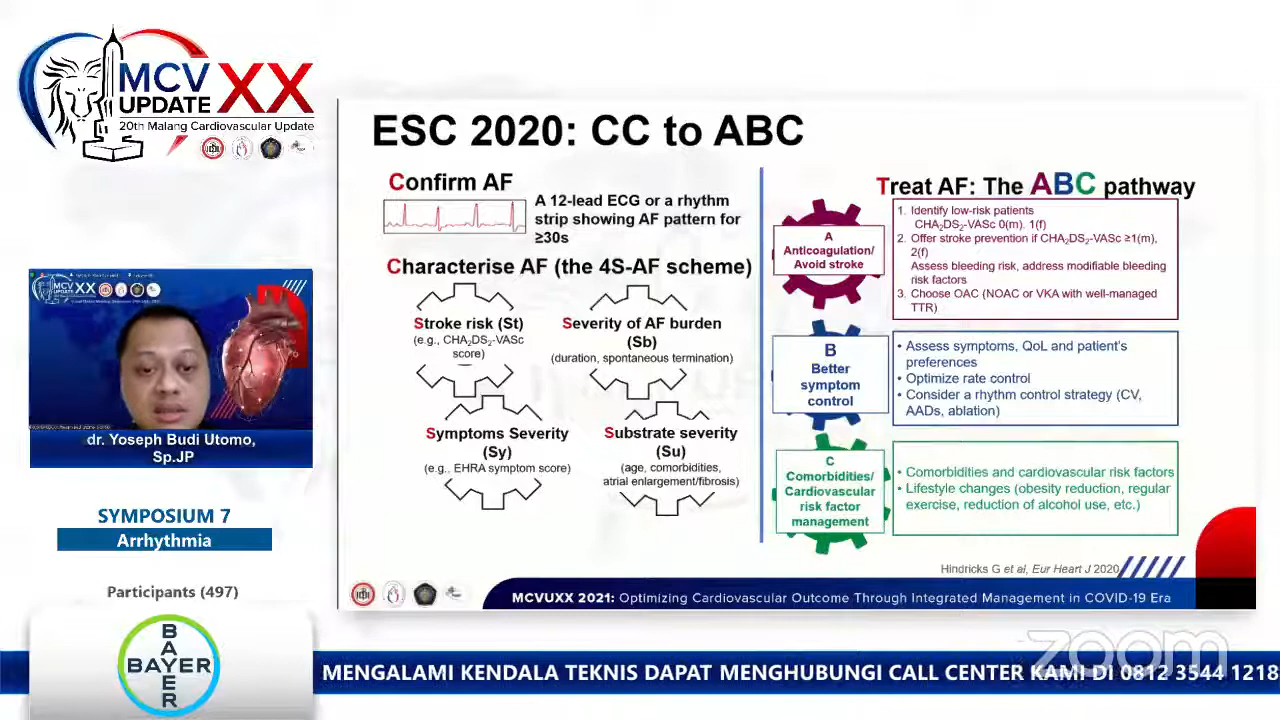 MCV XX
UPDATE
20th Malang Cardiovascular Update
dr. Yoseph Budi Utomo,
Sp.JP
SYMPOSIUM 7
Arrhythmia
Participants (497)
BAYER
BAYER
ESC 2020: CC to ABC
Confirm AF
A 12-lead ECG or a rhythm
strip showing AF pattern for
≥30s
Characterise AF (the 4S-AF scheme)
Stroke risk (St)
(e.g., CHA₂DS₂-VASc
score)
Severity of AF burden
(Sb)
(duration, spontaneous termination)
Symptoms Severity
(Sy)
(e.g., EHRA symptom score)
Substrate severity
(Su)
(age, comorbidities,
atrial enlargement/fibrosis)
Treat AF: The ABC pathway
A
Anticoagulation/
Avoid stroke
1. Identify low-risk patients
CHA₂DS₂-VASc 0(m). 1(f)
2. Offer stroke prevention if CHA₂DS₂-VASc ≥1(m),
2(f)
Assess bleeding risk, address modifiable bleeding
risk factors
3. Choose OAC (NOAC or VKA with well-managed
TTR)
B
Better
symptom
control
• Assess symptoms, QoL and patient's
preferences
• Optimize rate control
• Consider a rhythm control strategy (CV,
AADs, ablation)
C
Comorbidities/
Cardiovascular
risk factor
management
• Comorbidities and cardiovascular risk factors
• Lifestyle changes (obesity reduction, regular
exercise, reduction of alcohol use, etc.)
Hindricks G et al, Eur Heart J 2020
MCVUXX 2021: Optimizing Cardiovascular Outcome Through Integrated Management in COVID-19 Era
zoom
MENGALAMI KENDALA TEKNIS DAPAT MENGHUBUNGI CALL CENTER KAMI DI 0812 3544 1218